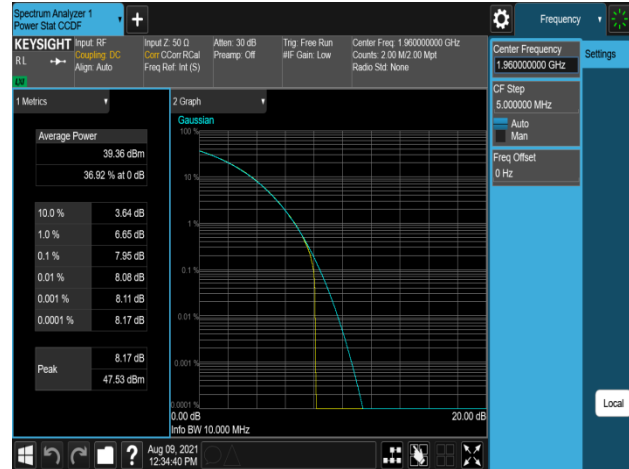 Spectrum Analyzer 1
Power Stat CCDF
+
Frequency
KEYSIGHT
RL
LXI
Input: RF
Coupling: DC
Align: Auto
Input Z: 50 Ω
Corr CCorr RCal
Freq Ref: Int (S)
Atten: 30 dB
Preamp: Off
Trig: Free Run
#IF Gain: Low
Center Freq: 1.960000000 GHz
Counts: 2.00 M/2.00 Mpt
Radio Std: None
Center Frequency
1.960000000 GHz
Settings
CF Step
5.000000 MHz
Auto
Man
Freq Offset
0 Hz
1 Metrics
Average Power
39.36 dBm
36.92 % at 0 dB
10.0 % 3.64 dB
1.0 % 6.65 dB
0.1 % 7.95 dB
0.01 % 8.08 dB
0.001 % 8.11 dB
0.0001 % 8.17 dB
Peak 8.17 dB
47.53 dBm
2 Graph
Gaussian
100 %
10 %
1 %
0.1 %
0.01 %
0.001 %
0.0001 %
0.00 dB 20.00 dB
Info BW 10.000 MHz
Local
?
Aug 09, 2021
12:34:40 PM